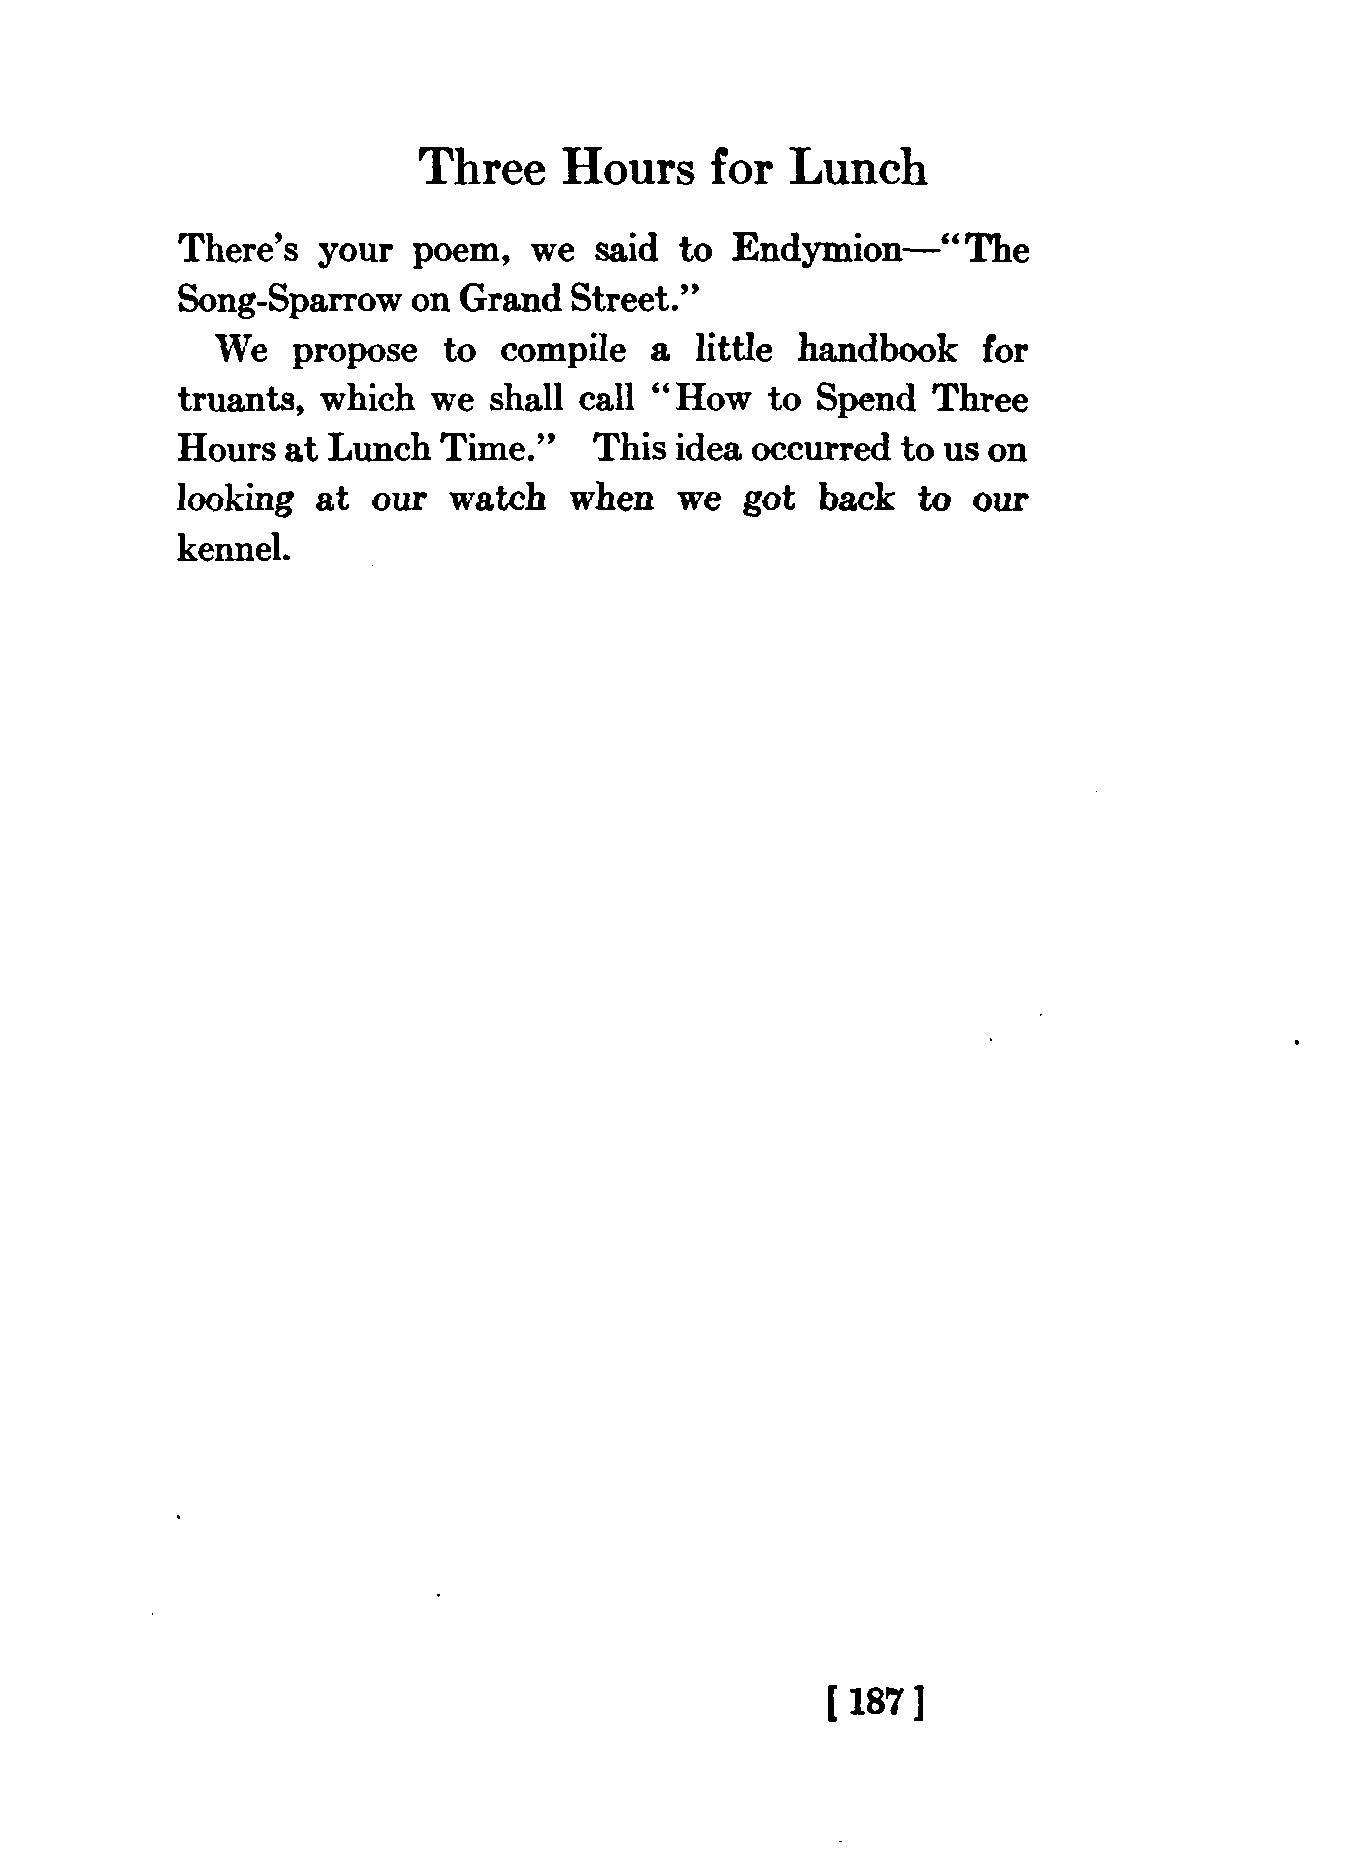 Three Hours for Lunch
There's your poem, we said to Endymion—"The
Song-Sparrow on Grand Street."
We propose to compile a little handbook for
truants, which we shall call "How to Spend Three
Hours at Lunch Time." This idea occurred to us on
looking at our watch when we got back to our
kennel.
[ 187 ]